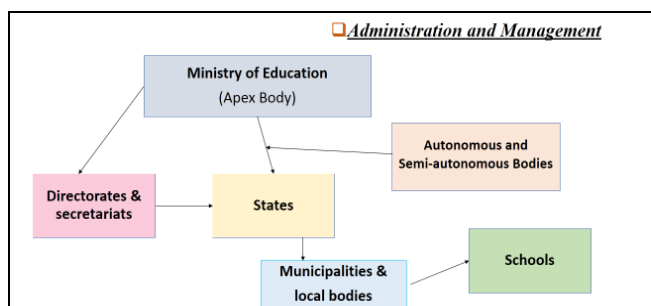 Administration and Management
Ministry of Education
(Apex Body)
Autonomous and
Semi-autonomous Bodies
Directorates &
secretariats
States
Schools
Municipalities &
local bodies